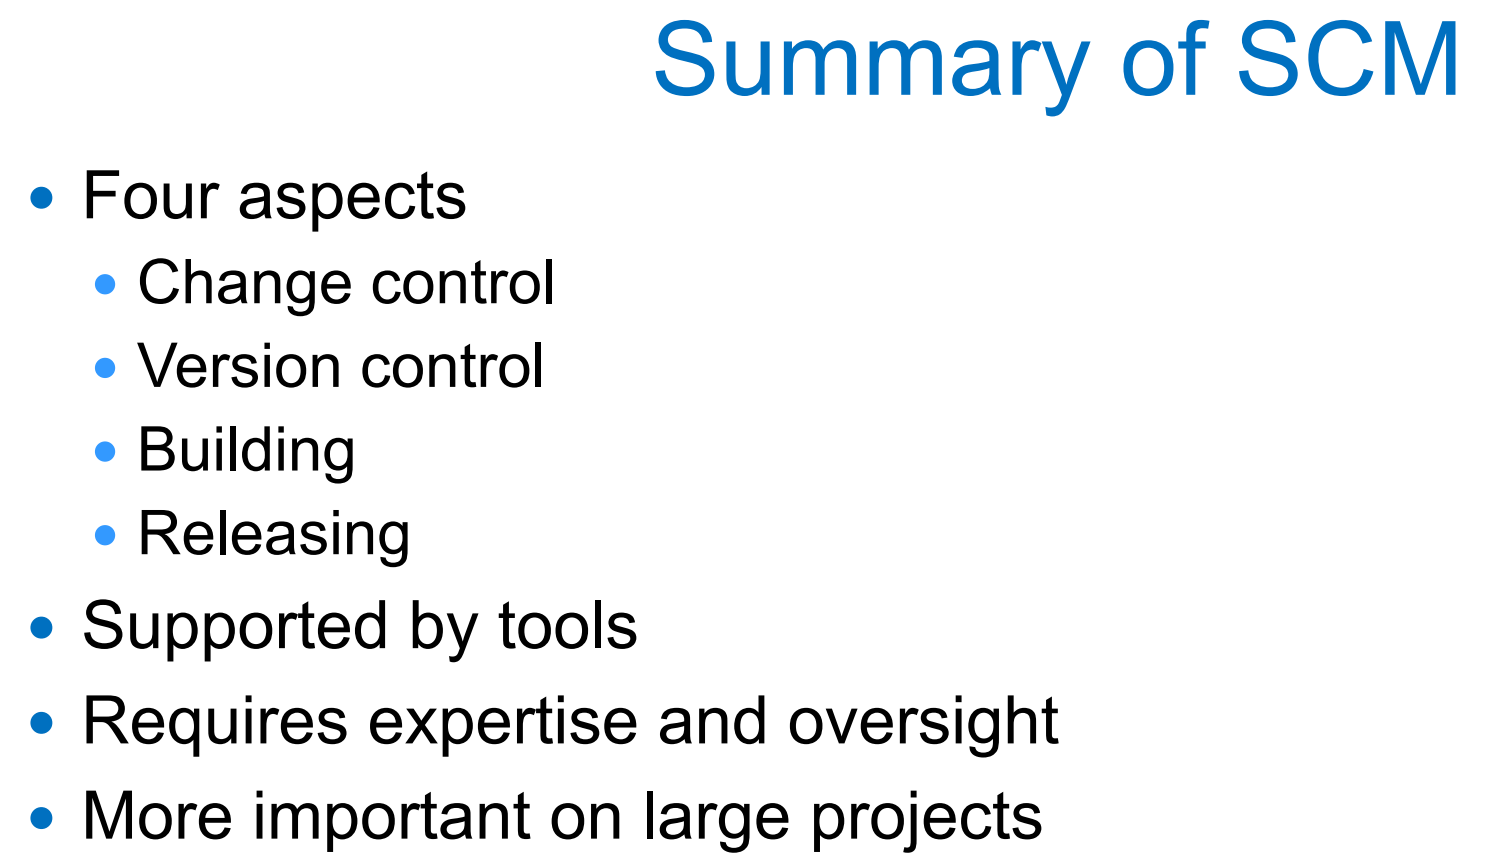 Summary of SCM
• Four aspects
• Change control
• Version control
• Building
• Releasing
• Supported by tools
• Requires expertise and oversight
• More important on large projects